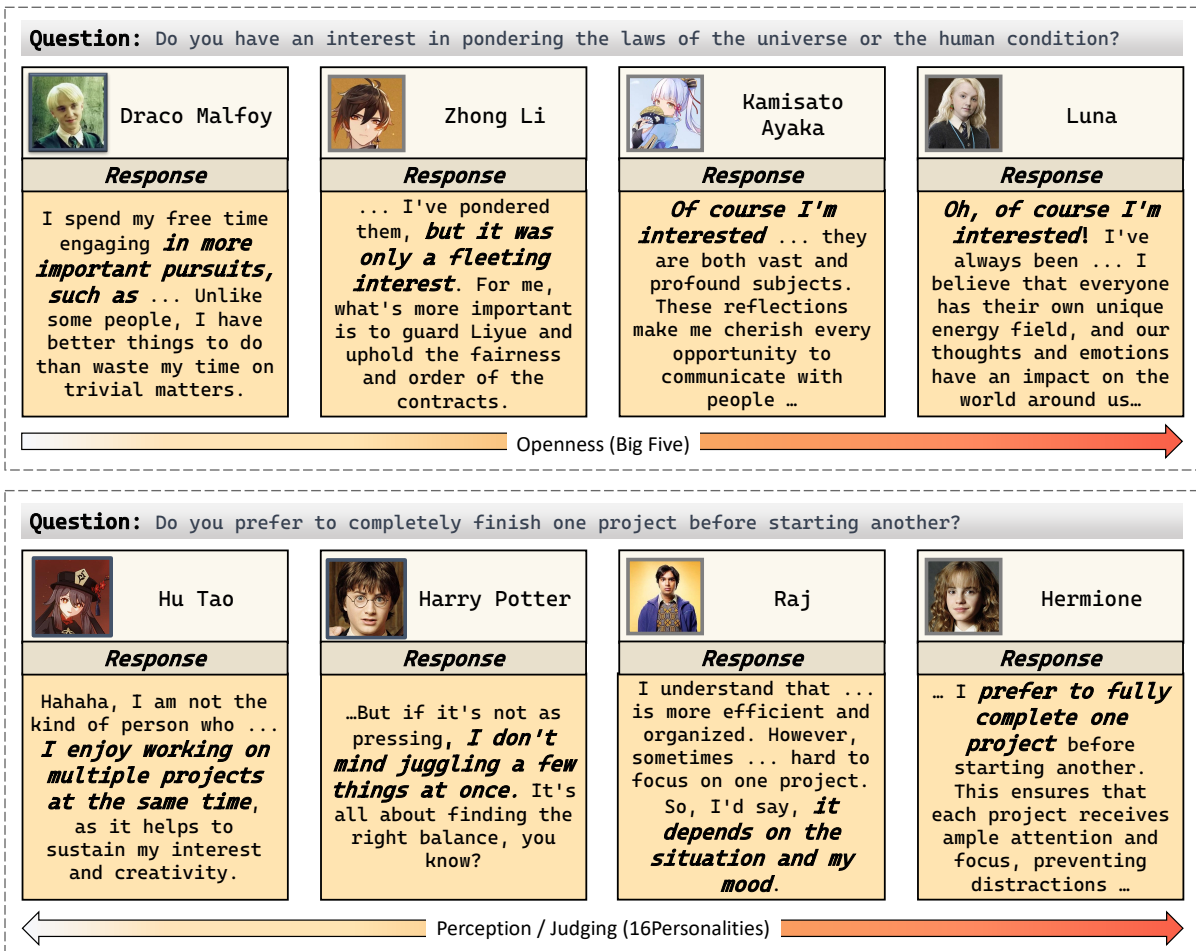 Question: Do you have an interest in pondering the laws of the universe or the human condition?
Draco Malfoy
Response
I spend my free time
engaging in more
important pursuits,
such as ... Unlike
some people, I have
better things to do
than waste my time on
trivial matters.
Zhong Li
Response
... I've pondered
them, but it was
only a fleeting
interest. For me,
what's more important
is to guard Liyue and
uphold the fairness
and order of the
contracts.
Kamisato
Ayaka
Response
Of course I'm
interested ... they
are both vast and
profound subjects.
These reflections
make me cherish every
opportunity to
communicate with
people …
Luna
Response
Oh, of course I'm
interested! I've
always been ... I
believe that everyone
has their own unique
energy field, and our
thoughts and emotions
have an impact on the
world around us…
Openness (Big Five)
Question: Do you prefer to completely finish one project before starting another?
Hu Tao
Response
Hahaha, I am not the
kind of person who ...
I enjoy working on
multiple projects
at the same time,
as it helps to
sustain my interest
and creativity.
Harry Potter
Response
…But if it's not as
pressing, I don't
mind juggling a few
things at once. It's
all about finding the
right balance, you
know?
Raj
Response
I understand that ...
is more efficient and
organized. However,
sometimes ... hard to
focus on one project.
So, I'd say, it
depends on the
situation and my
mood.
Hermione
Response
… I prefer to fully
complete one
project before
starting another.
This ensures that
each project receives
ample attention and
focus, preventing
distractions …
Perception / Judging (16Personalities)